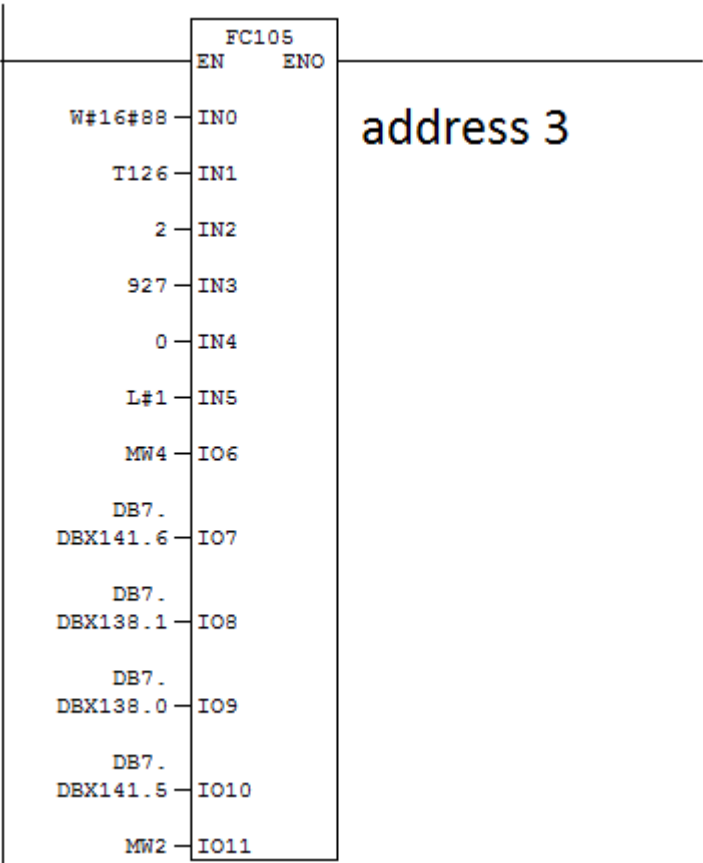 FC105
EN ENO
W#16#88 IN0
address 3
T126 IN1
2 IN2
927 IN3
0 IN4
L#1 IN5
MW4 IO6
DB7.
DBX141.6 IO7
DB7.
DBX138.1 IO8
DB7.
DBX138.0 IO9
DB7.
DBX141.5 IO10
MW2 IO11